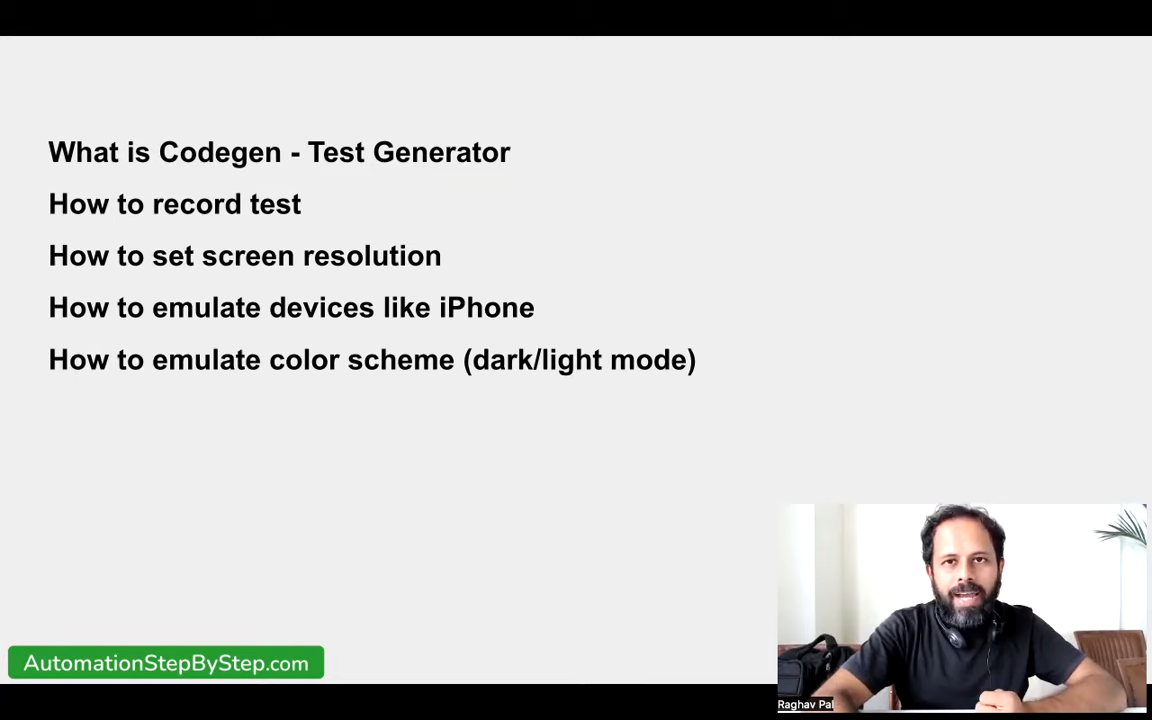 What is Codegen - Test Generator
How to record test
How to set screen resolution
How to emulate devices like iPhone
How to emulate color scheme (dark/light mode)
AutomationStepByStep.com
Raghav Pal